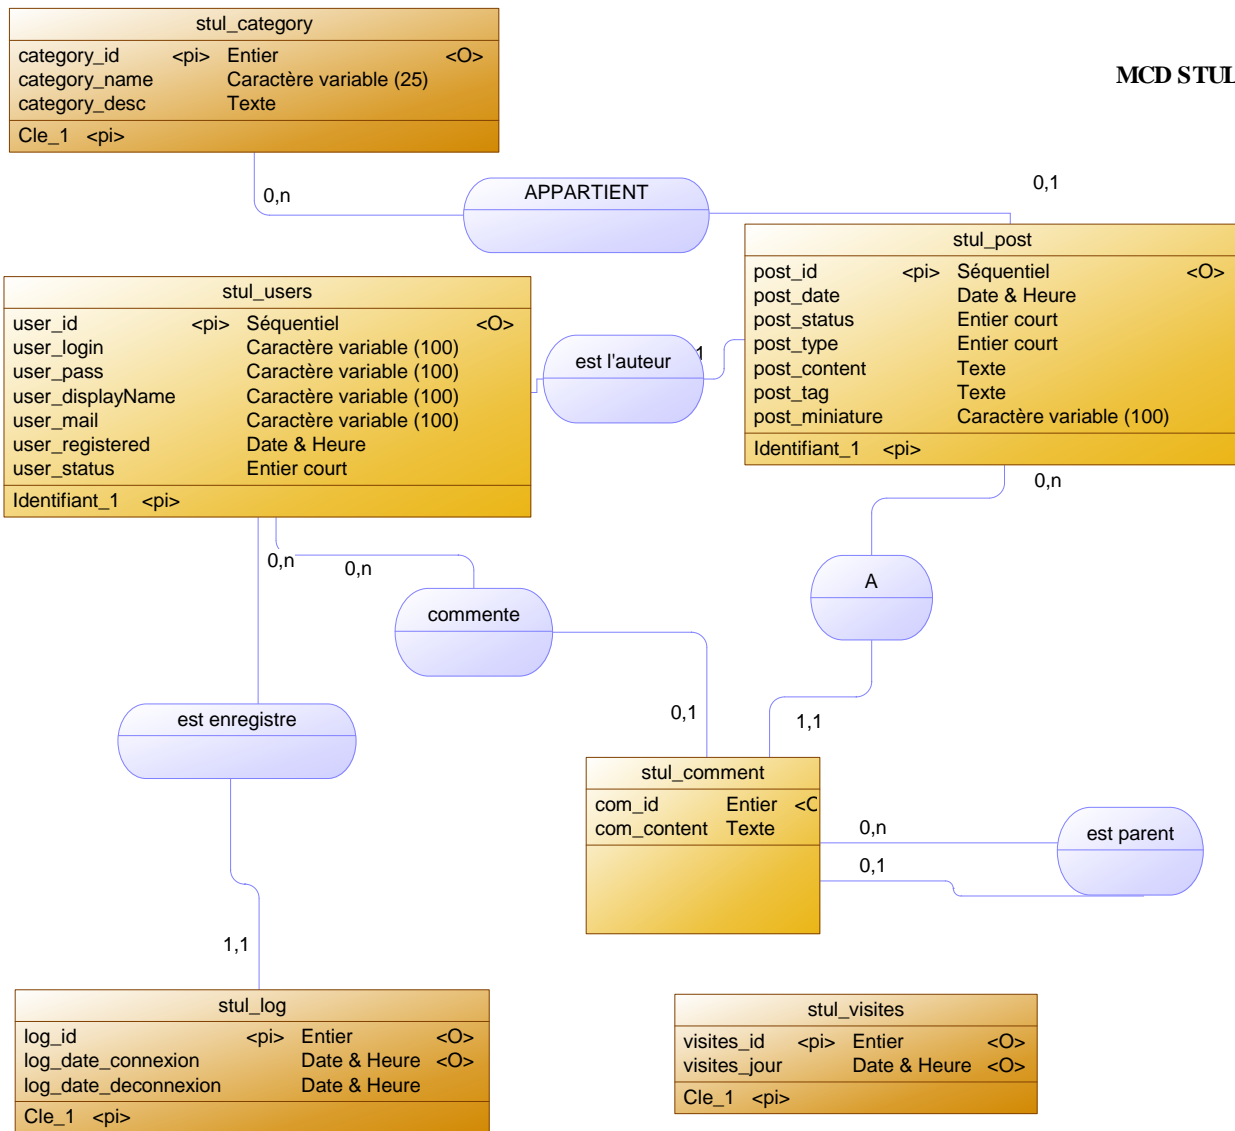 MCD STUL
stul_category
category_id <pi> Entier <O>
category_name Caractère variable (25)
category_desc Texte
Cle_1 <pi>
0,n
APPARTIENT
0,1
stul_post
post_id <pi> Séquentiel <O>
post_date Date & Heure
post_status Entier court
post_type Entier court
post_content Texte
post_tag Texte
post_miniature Caractère variable (100)
Identifiant_1 <pi>
stul_users
user_id <pi> Séquentiel <O>
user_login Caractère variable (100)
user_pass Caractère variable (100)
user_displayName Caractère variable (100)
user_mail Caractère variable (100)
user_registered Date & Heure
user_status Entier court
Identifiant_1 <pi>
est l'auteur
0,n
0,n
0,n
commente
A
est enregistre
0,1
1,1
stul_comment
com_id Entier
com_content Texte
0,n
0,1
est parent
1,1
stul_log
log_id <pi> Entier <O>
log_date_connexion Date & Heure <O>
log_date_deconnexion Date & Heure
Cle_1 <pi>
stul_visites
visites_id <pi> Entier <O>
visites_jour Date & Heure <O>
Cle_1 <pi>